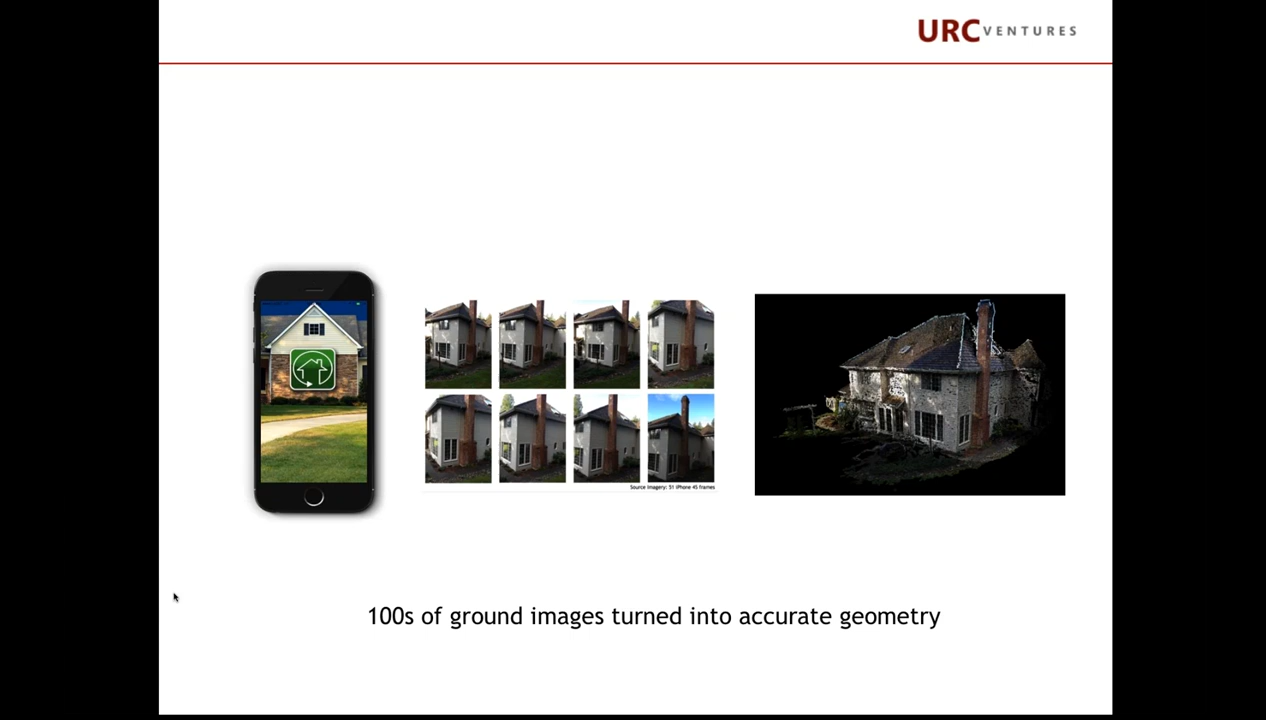 URC VENTURES
Source Imagery: 51 iPhone 4S frames
100s of ground images turned into accurate geometry